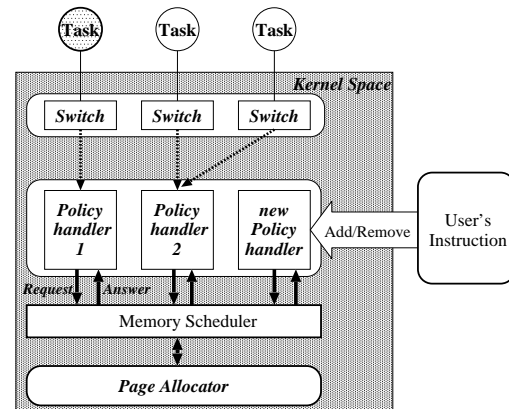 Task
Task
Task
Kernel Space
Switch
Switch
Switch
Policy
handler
1
Policy
handler
2
new
Policy
handler
Add/Remove
User's
Instruction
Request
Answer
Memory Scheduler
Page Allocator